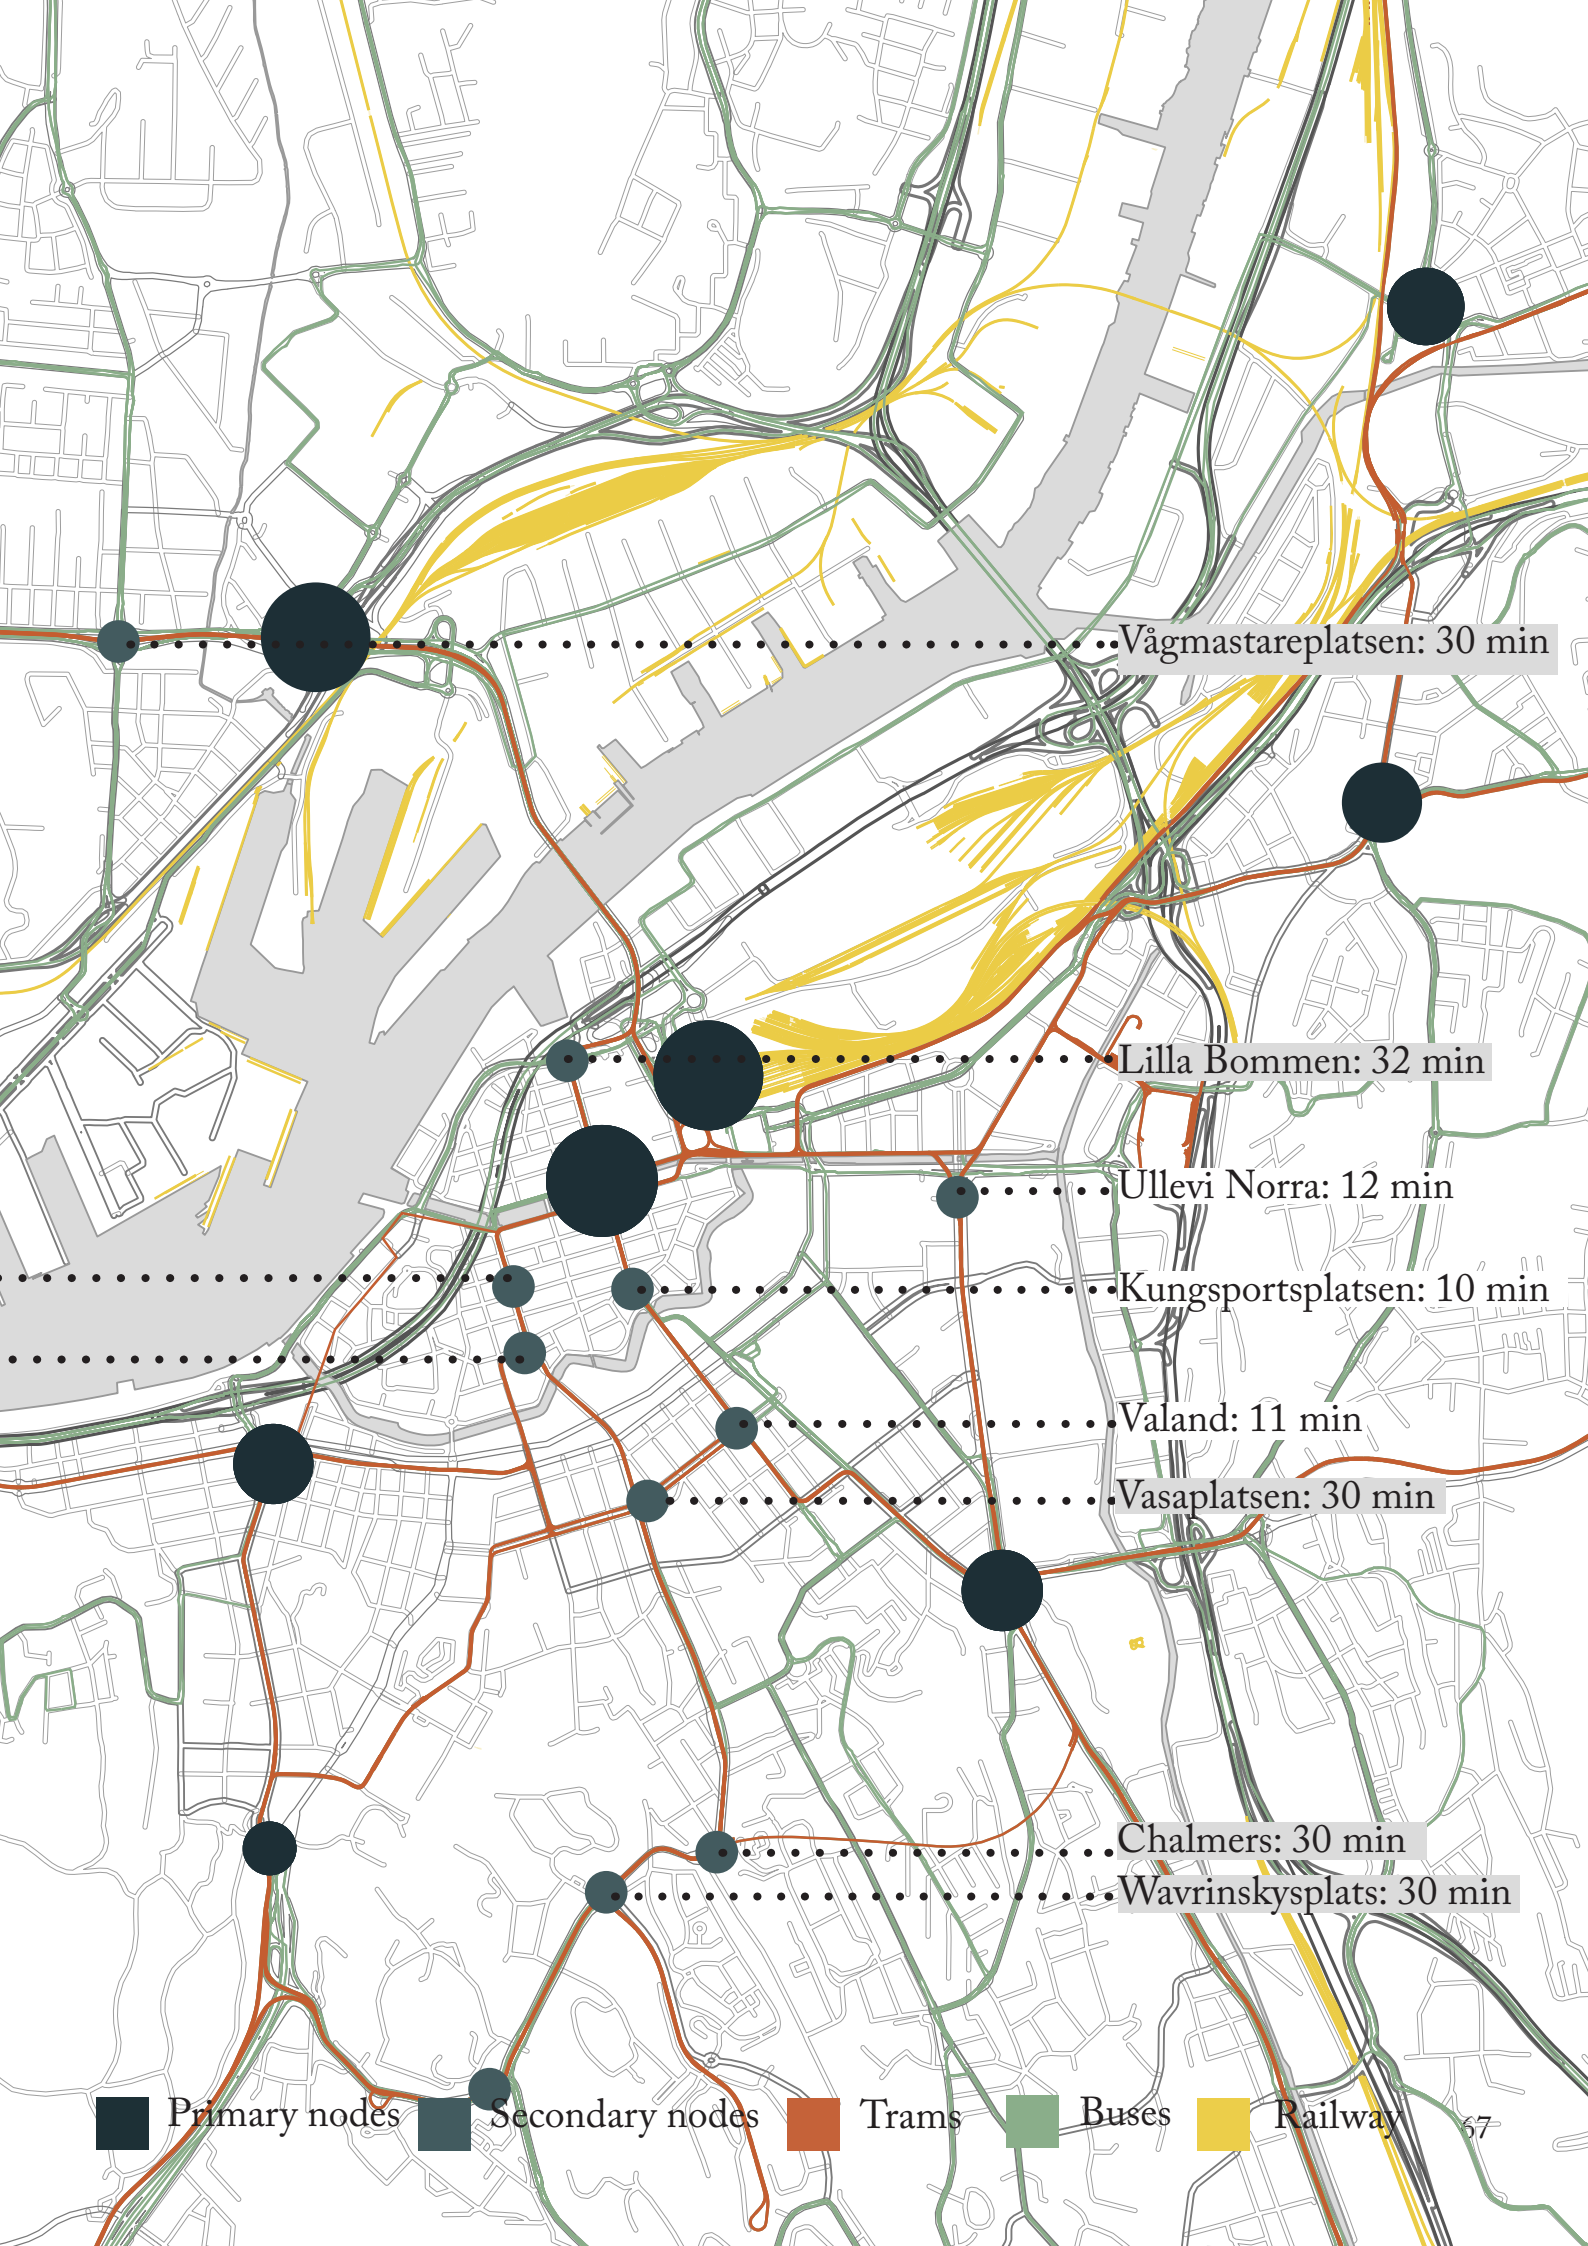 Vågmastareplatsen: 30 min
Lilla Bommen: 32 min
Ullevi Norra: 12 min
Kungsportsplatsen: 10 min
Valand: 11 min
Vasaplatsen: 30 min
Chalmers: 30 min
Wavrinskysplats: 30 min
Primary nodes Secondary nodes Trams Buses Railway 67